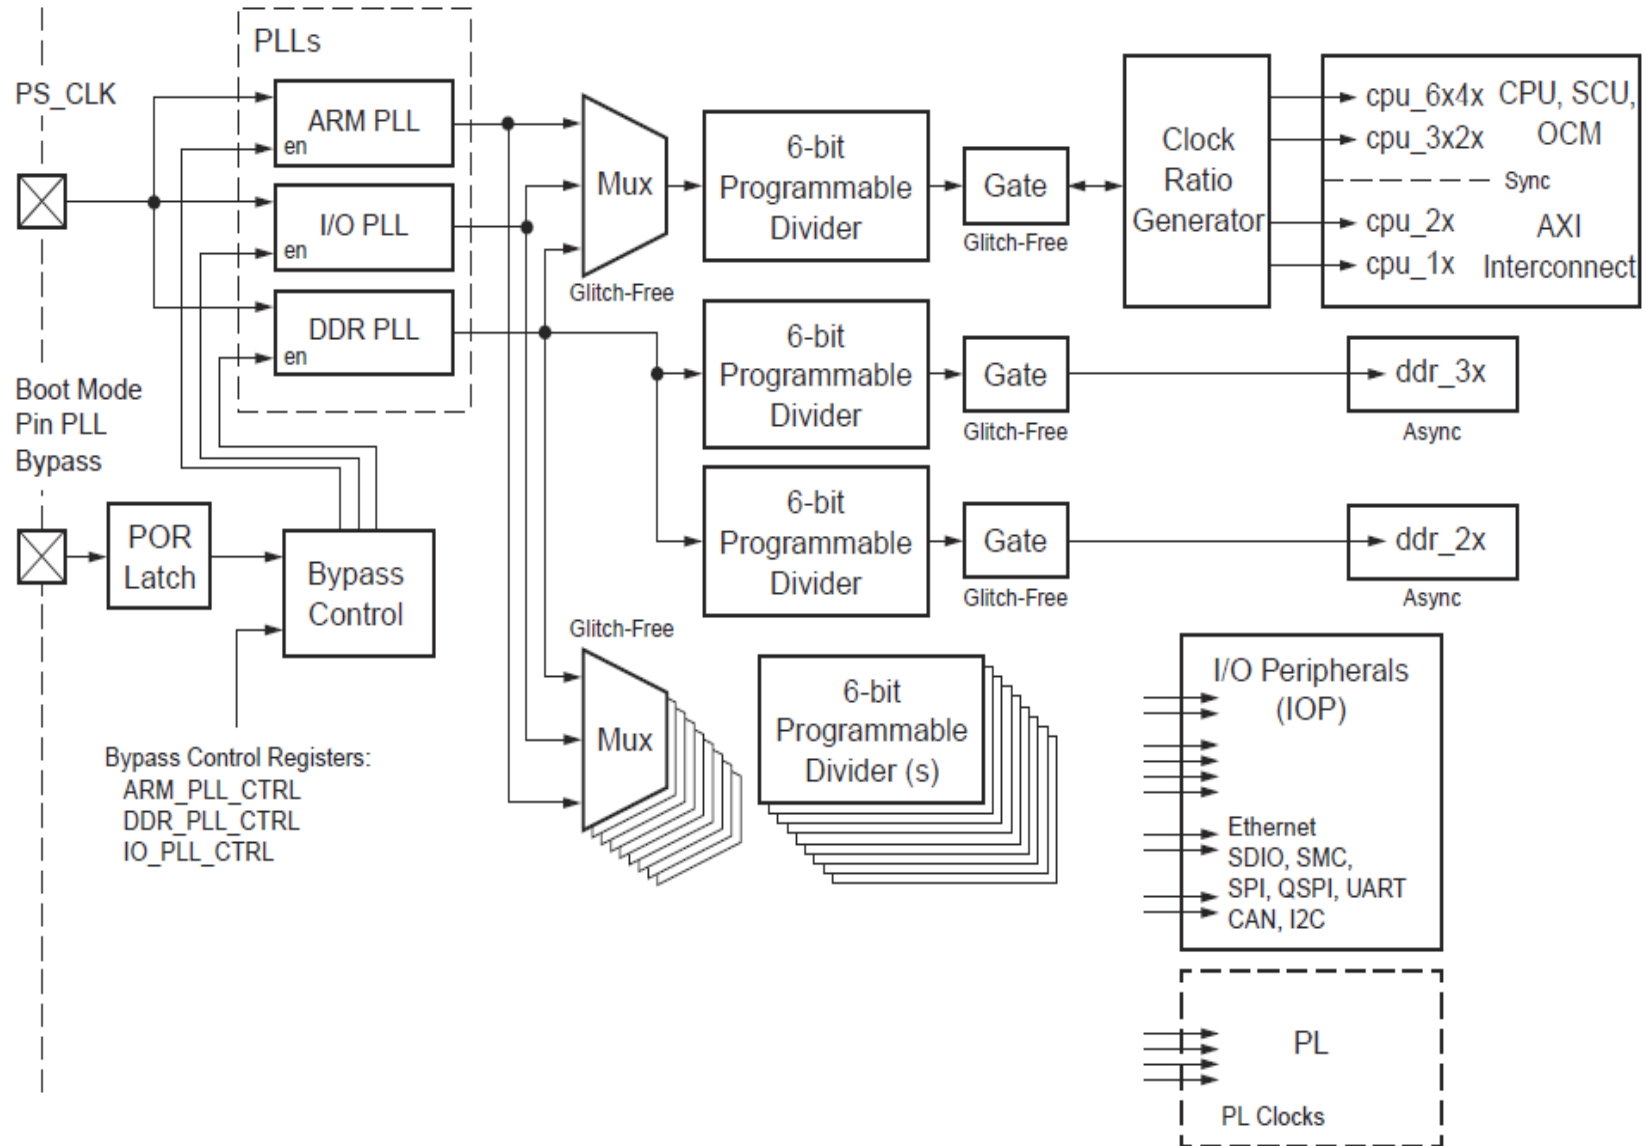 PLLs
PS_CLK
ARM PLL
en
I/O PLL
en
DDR PLL
en
Mux
Glitch-Free
6-bit
Programmable
Divider
Gate
Glitch-Free
Clock
Ratio
Generator
cpu_6x4x
cpu_3x2x
CPU, SCU,
OCM
Sync
cpu_2x
cpu_1x
AXI
Interconnect
6-bit
Programmable
Divider
Gate
Glitch-Free
ddr_3x
Async
Boot Mode
Pin PLL
Bypass
POR
Latch
Bypass
Control
6-bit
Programmable
Divider
Gate
Glitch-Free
ddr_2x
Async
Bypass Control Registers:
ARM_PLL_CTRL
DDR_PLL_CTRL
IO_PLL_CTRL
Glitch-Free
Mux
6-bit
Programmable
Divider (s)
I/O Peripherals
(IOP)
Ethernet
SDIO, SMC,
SPI, QSPI, UART
CAN, I2C
PL
PL Clocks